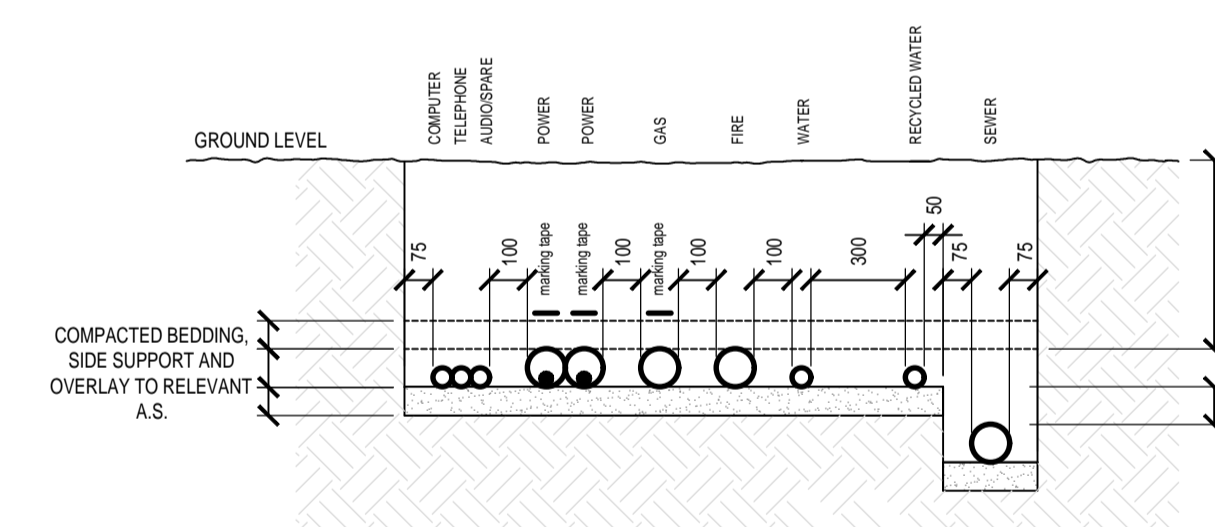 COMPUTER
TELEPHONE
AUDIO/SPARE
POWER
POWER
GAS
FIRE
WATER
RECYCLED WATER
SEWER
GROUND LEVEL
75
100
marking tape
marking tape
100
marking tape
100
100
300
50
75
75
COMPACTED BEDDING,
SIDE SUPPORT AND
OVERLAY TO RELEVANT
A.S.